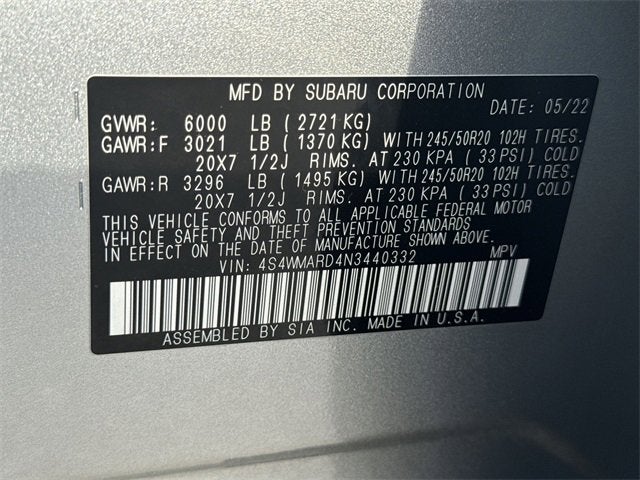 MFD BY SUBARU CORPORATION
DATE: 05/22
GVWR: 6000 LB ( 2721 KG)
GAWR:F 3021 LB ( 1370 KG) WITH 245/50R20 102H TIRES.
20X7 1/2J RIMS. AT 230 KPA ( 33 PSI) COLD
GAWR:R 3296 LB ( 1495 KG) WITH 245/50R20 102H TIRES.
20X7 1/2J RIMS. AT 230 KPA ( 33 PSI) COLD
THIS VEHICLE CONFORMS TO ALL APPLICABLE FEDERAL MOTOR
VEHICLE SAFETY AND THEFT PREVENTION STANDARDS
IN EFFECT ON THE DATE OF MANUFACTURE SHOWN ABOVE.
VIN: 4S4WMARD4N3440332 MPV
ASSEMBLED BY SIA INC. MADE IN U.S.A.